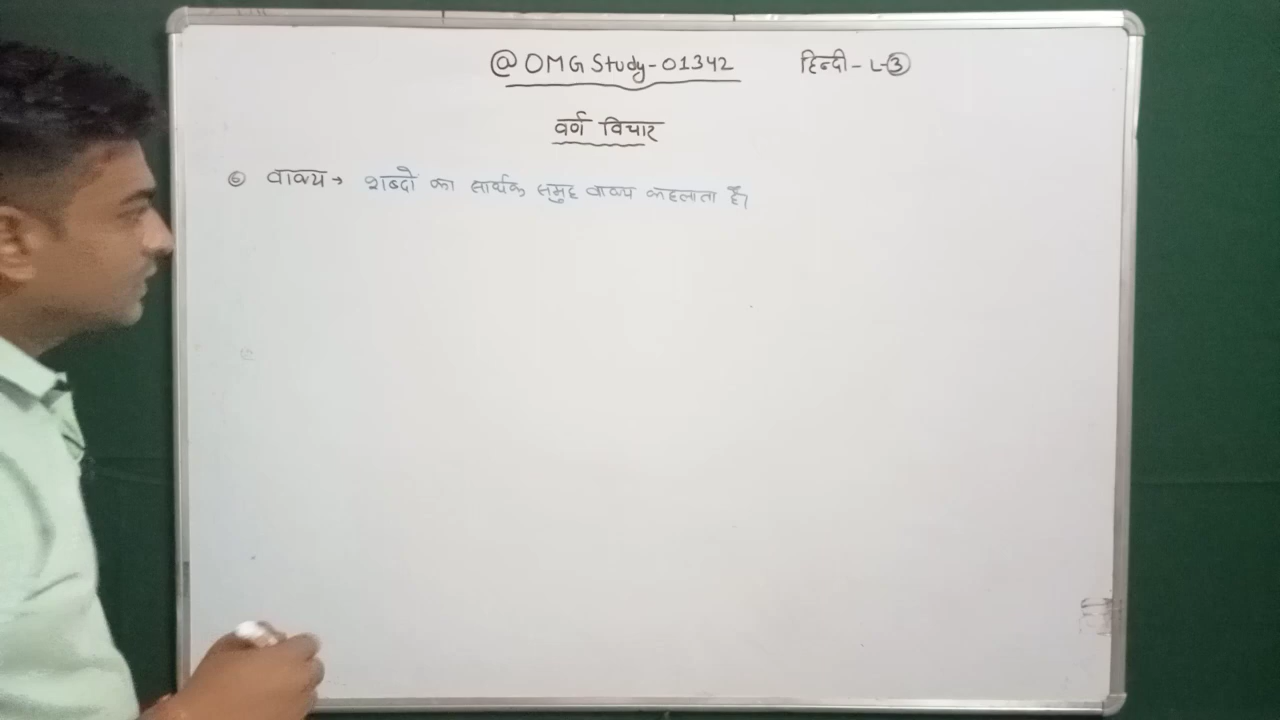 @OMG Study-01342 हिन्दी - L-③
वर्ण विचार
⑥ वाक्य → शब्दो का सार्थक समुह वाक्य कहलाता है।